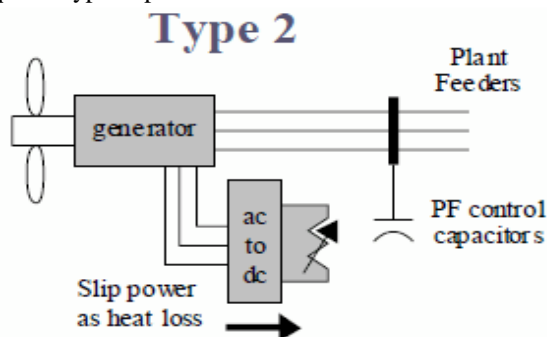 Type 2
Plant
Feeders
generator
ac
to
dc
PF control
capacitors
Slip power
as heat loss